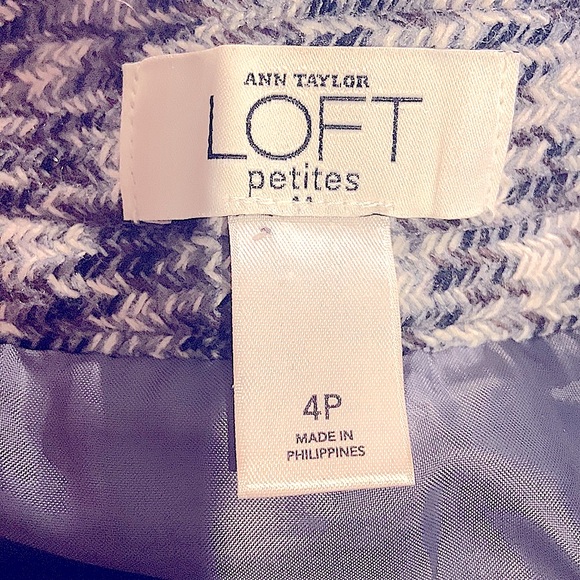 ANN TAYLOR
LOFT
petites
4P
MADE IN
PHILIPPINES